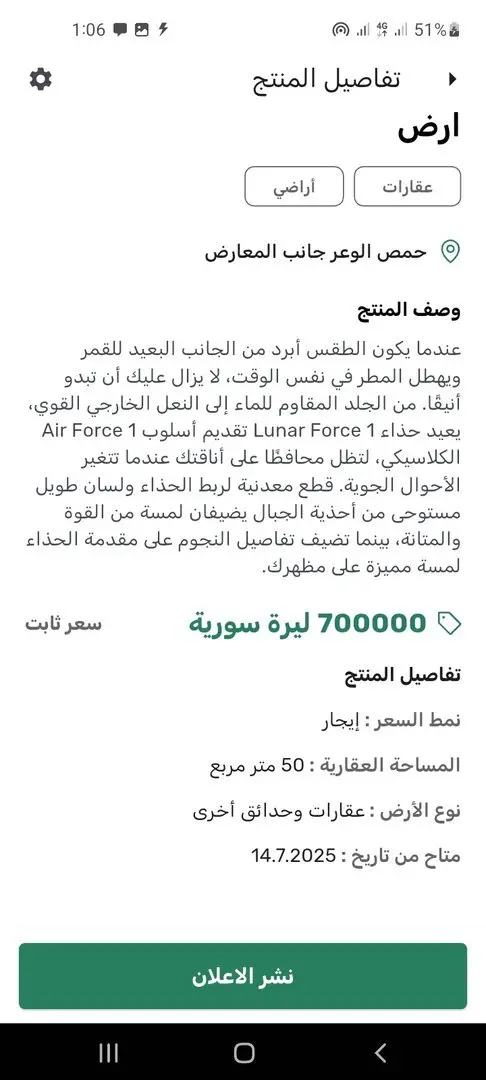 1:06
4G
51%
تفاصيل المنتج
ارض
عقارات
أراضي
حمص الوعر جانب المعارض
وصف المنتج
عندما يكون الطقس أبرد من الجانب البعيد للقمر
ويهطل المطر في نفس الوقت، لا يزال عليك أن تبدو
أنيقًا. من الجلد المقاوم للماء إلى النعل الخارجي القوي،
يعيد حذاء Lunar Force 1 تقديم أسلوب Air Force 1
الكلاسيكي، لتظل محافظًا على أناقتك عندما تتغير
الأحوال الجوية. قطع معدنية لربط الحذاء ولسان طويل
مستوحى من أحذية الجبال يضيفان لمسة من القوة
والمتانة، بينما تضيف تفاصيل النجوم على مقدمة الحذاء
لمسة مميزة على مظهرك.
700000 ليرة سورية
سعر ثابت
تفاصيل المنتج
نمط السعر : إيجار
المساحة العقارية : 50 متر مربع
نوع الأرض : عقارات وحدائق أخرى
متاح من تاريخ : 14.7.2025
نشر الاعلان